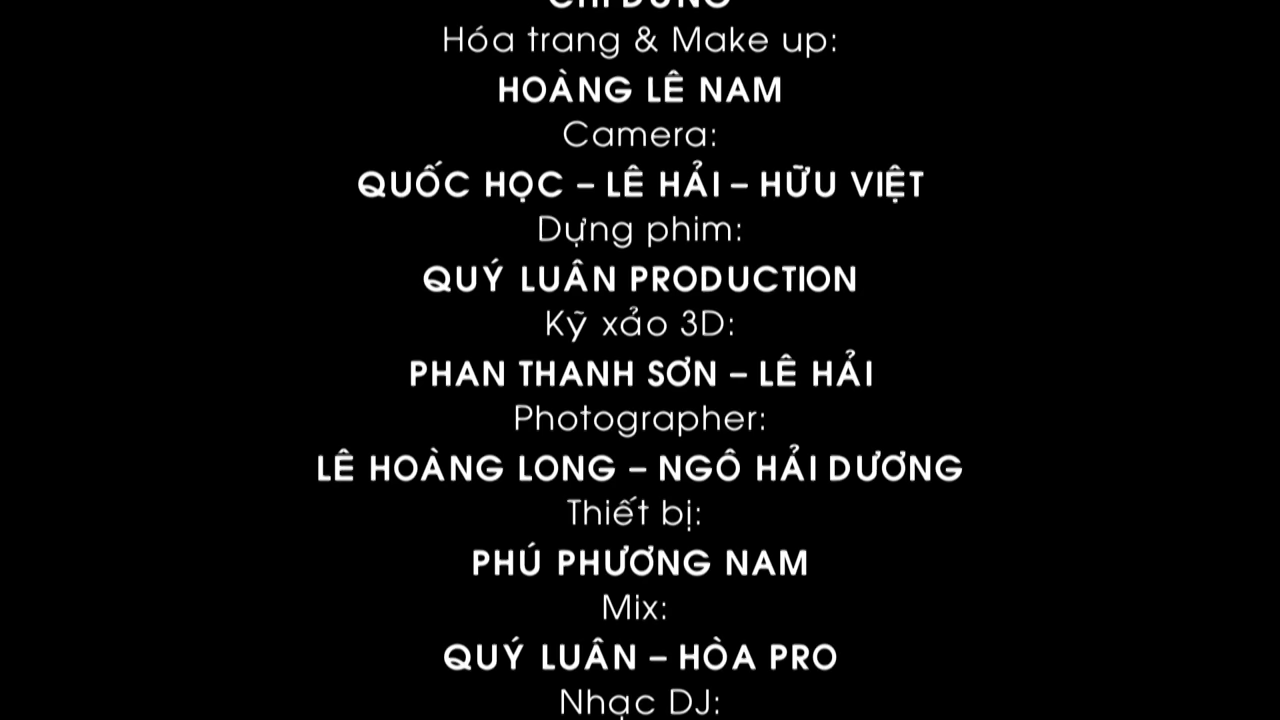 Hóa trang & Make up:
HOÀNG LÊ NAM
Camera:
QUỐC HỌC – LÊ HẢI – HỮU VIỆT
Dựng phim:
QUÝ LUÂN PRODUCTION
Kỹ xảo 3D:
PHAN THANH SƠN – LÊ HẢI
Photographer:
LÊ HOÀNG LONG – NGÔ HẢI DƯƠNG
Thiết bị:
PHÚ PHƯƠNG NAM
Mix:
QUÝ LUÂN – HÒA PRO
Nhạc DJ: